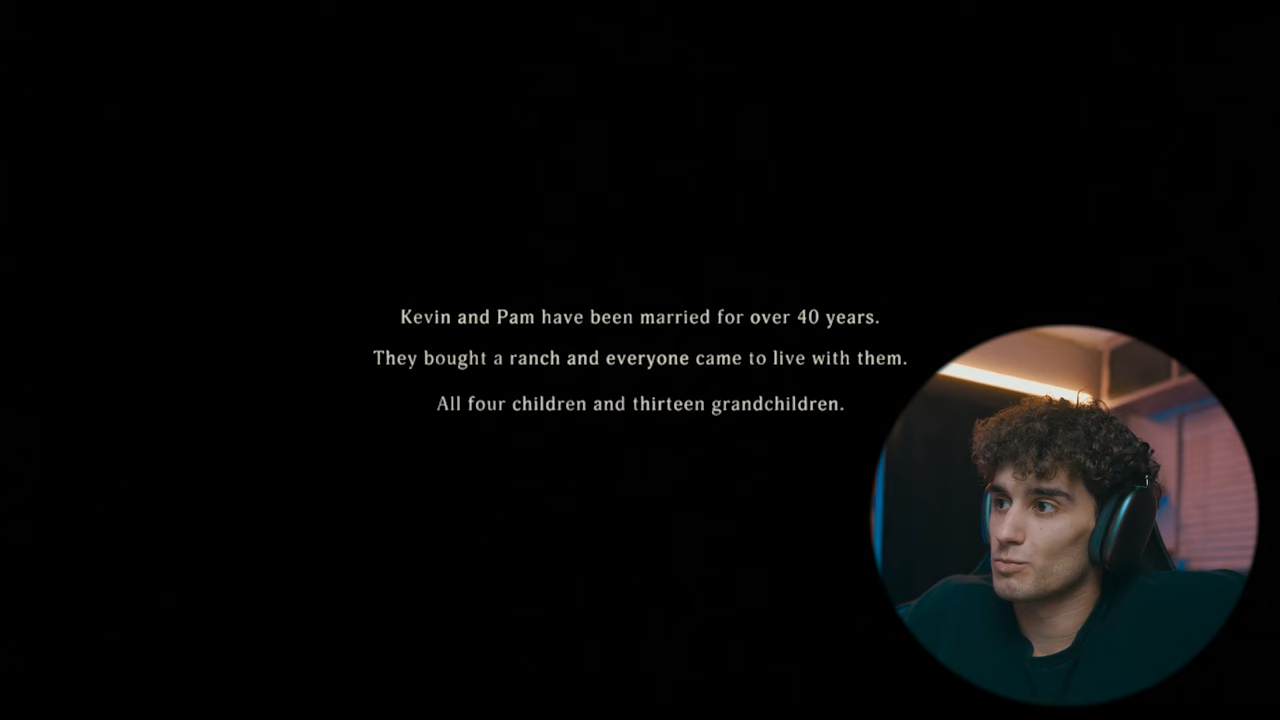 Kevin and Pam have been married for over 40 years.
They bought a ranch and everyone came to live with them.
All four children and thirteen grandchildren.